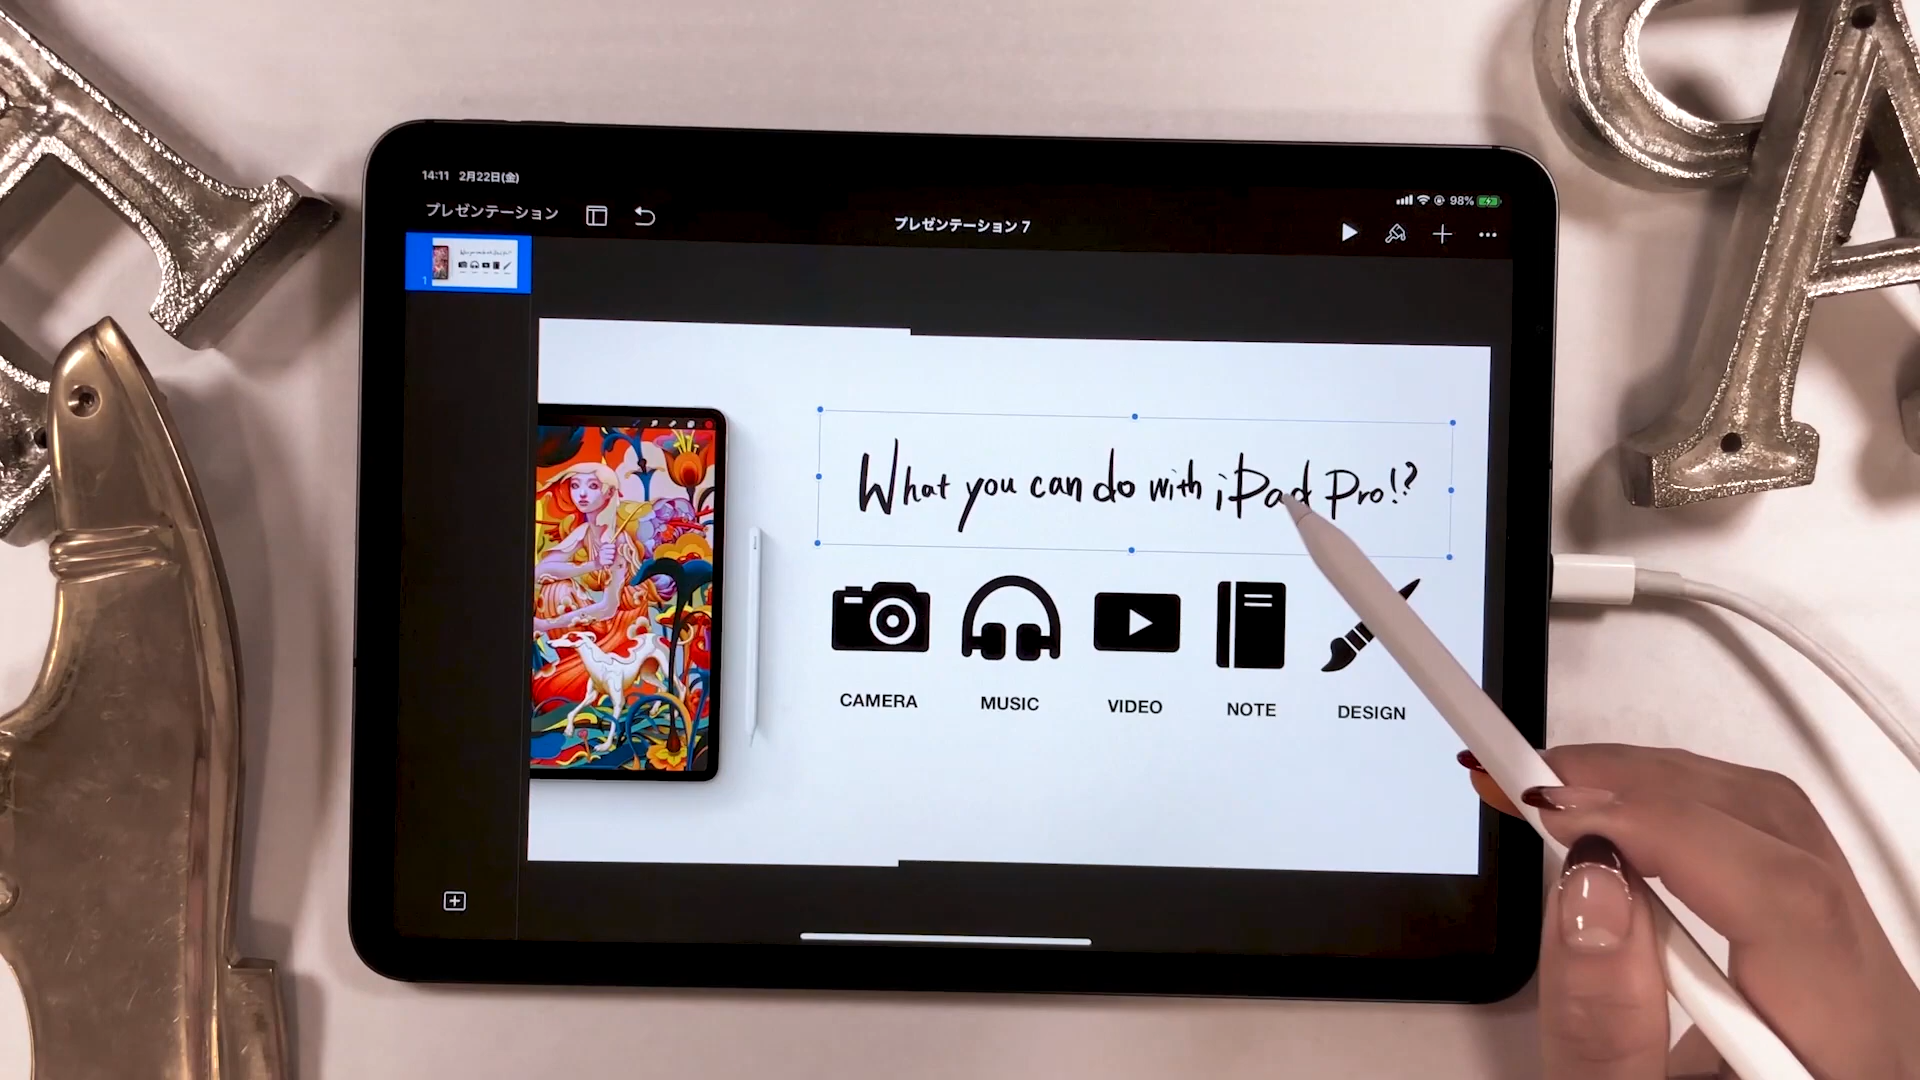 14:11 2月22日(金)
98%
プレゼンテーション
プレゼンテーション 7
1
What you can do with iPad Pro!?
CAMERA
MUSIC
VIDEO
NOTE
DESIGN